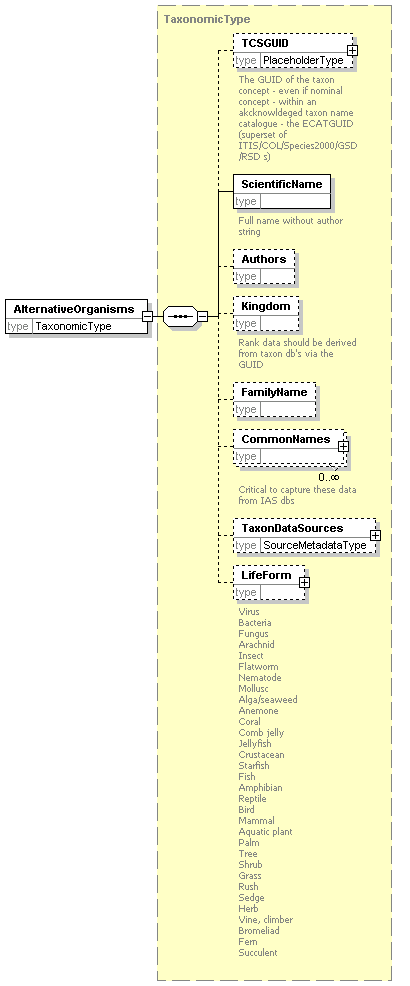 TaxonomicType
TCSGUID
type PlaceholderType
The GUID of the taxon
concept - even if nominal
concept - within an
akcknowldeged taxon name
catalogue - the ECATGUID
(superset of
ITIS/COL/Species2000/GSD
/RSD s)
ScientificName
type
Full name without author
string
Authors
type
AlternativeOrganisms
type TaxonomicType
Kingdom
type
Rank data should be derived
from taxon db's via the
GUID
FamilyName
type
CommonNames
type
0..∞
Critical to capture these data
from IAS dbs
TaxonDataSources
type SourceMetadataType
LifeForm
type
Virus
Bacteria
Fungus
Arachnid
Insect
Flatworm
Nematode
Mollusc
Alga/seaweed
Anemone
Coral
Comb jelly
Jellyfish
Crustacean
Starfish
Fish
Amphibian
Reptile
Bird
Mammal
Aquatic plant
Palm
Tree
Shrub
Grass
Rush
Sedge
Herb
Vine, climber
Bromeliad
Fern
Succulent